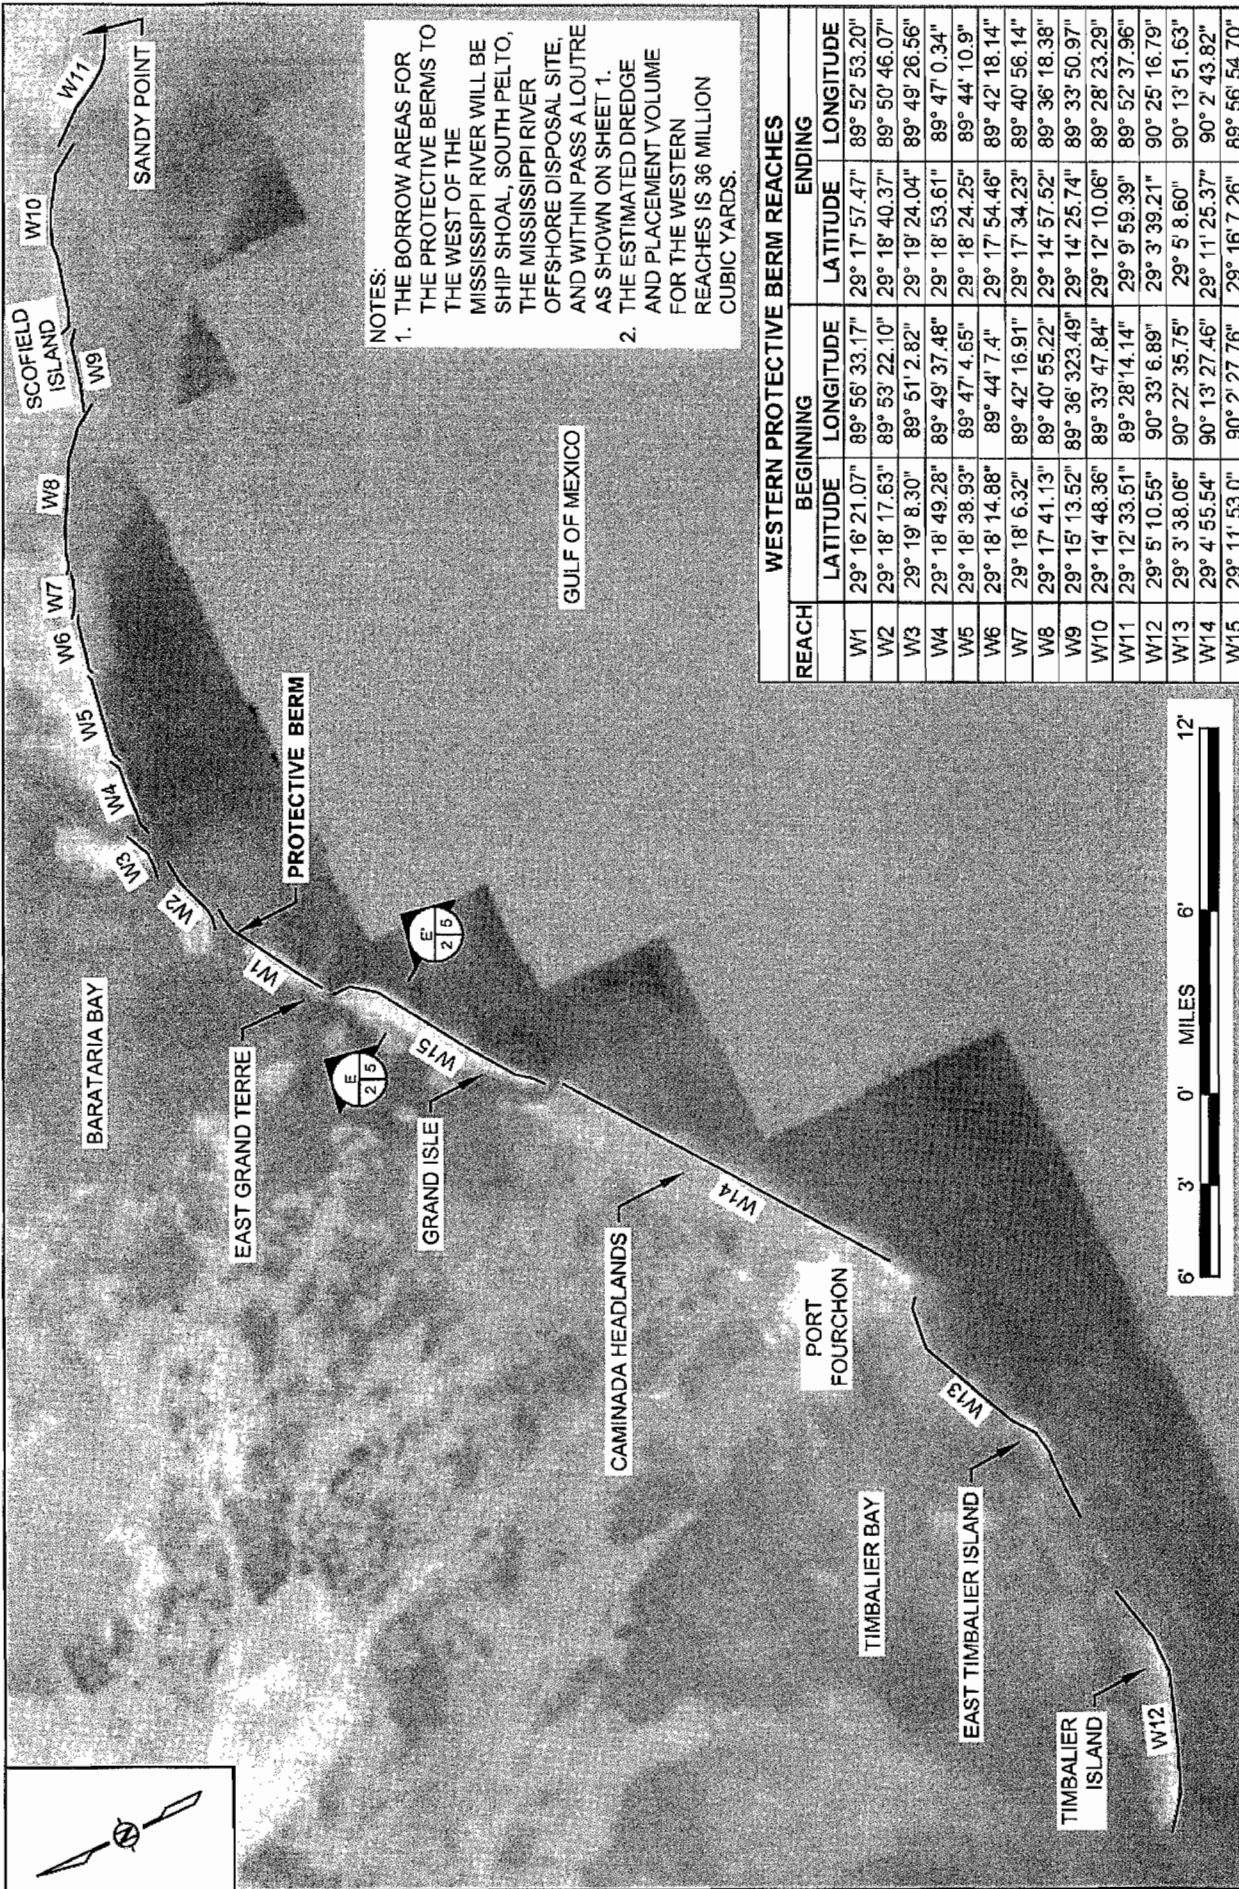 N
BARATARIA BAY
EAST GRAND TERRE
GRAND ISLE
CAMINADA HEADLANDS
PORT
FOURCHON
TIMBALIER BAY
EAST TIMBALIER ISLAND
TIMBALIER
ISLAND
W12
W13
W14
W15
W1
W2
W3
W4
W5
W6
W7
W8
W9
W10
W11
SCOFIELD
ISLAND
SANDY POINT
PROTECTIVE BERM
E
2 5
E'
2 5
GULF OF MEXICO
NOTES:
1. THE BORROW AREAS FOR
THE PROTECTIVE BERMS TO
THE WEST OF THE
MISSISSIPPI RIVER WILL BE
SHIP SHOAL, SOUTH PELTO,
THE MISSISSIPPI RIVER
OFFSHORE DISPOSAL SITE,
AND WITHIN PASS A LOUTRE
AS SHOWN ON SHEET 1.
2. THE ESTIMATED DREDGE
AND PLACEMENT VOLUME
FOR THE WESTERN
REACHES IS 36 MILLION
CUBIC YARDS.
6' 3' 0' MILES 6' 12'
WESTERN PROTECTIVE BERM REACHES
REACH BEGINNING ENDING
LATITUDE LONGITUDE LATITUDE LONGITUDE
W1 29° 16' 21.07" 89° 56' 33.17" 29° 17' 57.47" 89° 52' 53.20"
W2 29° 18' 17.63" 89° 53' 22.10" 29° 18' 40.37" 89° 50' 46.07"
W3 29° 19' 8.30" 89° 51' 2.82" 29° 19' 24.04" 89° 49' 26.56"
W4 29° 18' 49.28" 89° 49' 37.48" 29° 18' 53.61" 89° 47' 0.34"
W5 29° 18' 38.93" 89° 47' 4.65" 29° 18' 24.25" 89° 44' 10.9"
W6 29° 18' 14.88" 89° 44' 7.4" 29° 17' 54.46" 89° 42' 18.14"
W7 29° 18' 6.32" 89° 42' 16.91" 29° 17' 34.23" 89° 40' 56.14"
W8 29° 17' 41.13" 89° 40' 55.22" 29° 14' 57.52" 89° 36' 18.38"
W9 29° 15' 13.52" 89° 36' 323.49" 29° 14' 25.74" 89° 33' 50.97"
W10 29° 14' 48.36" 89° 33' 47.84" 29° 12' 10.06" 89° 28' 23.29"
W11 29° 12' 33.51" 89° 28'14.14" 29° 9' 59.39" 89° 52' 37.96"
W12 29° 5' 10.55" 90° 33' 6.89" 29° 3' 39.21" 90° 25' 16.79"
W13 29° 3' 38.06" 90° 22' 35.75" 29° 5' 8.60" 90° 13' 51.63"
W14 29° 4' 55.54" 90° 13' 27.46" 29° 11' 25.37" 90° 2' 43.82"
W15 29° 11' 53.0" 90° 2' 27.76" 29° 16' 7.26" 89° 56' 54.70"